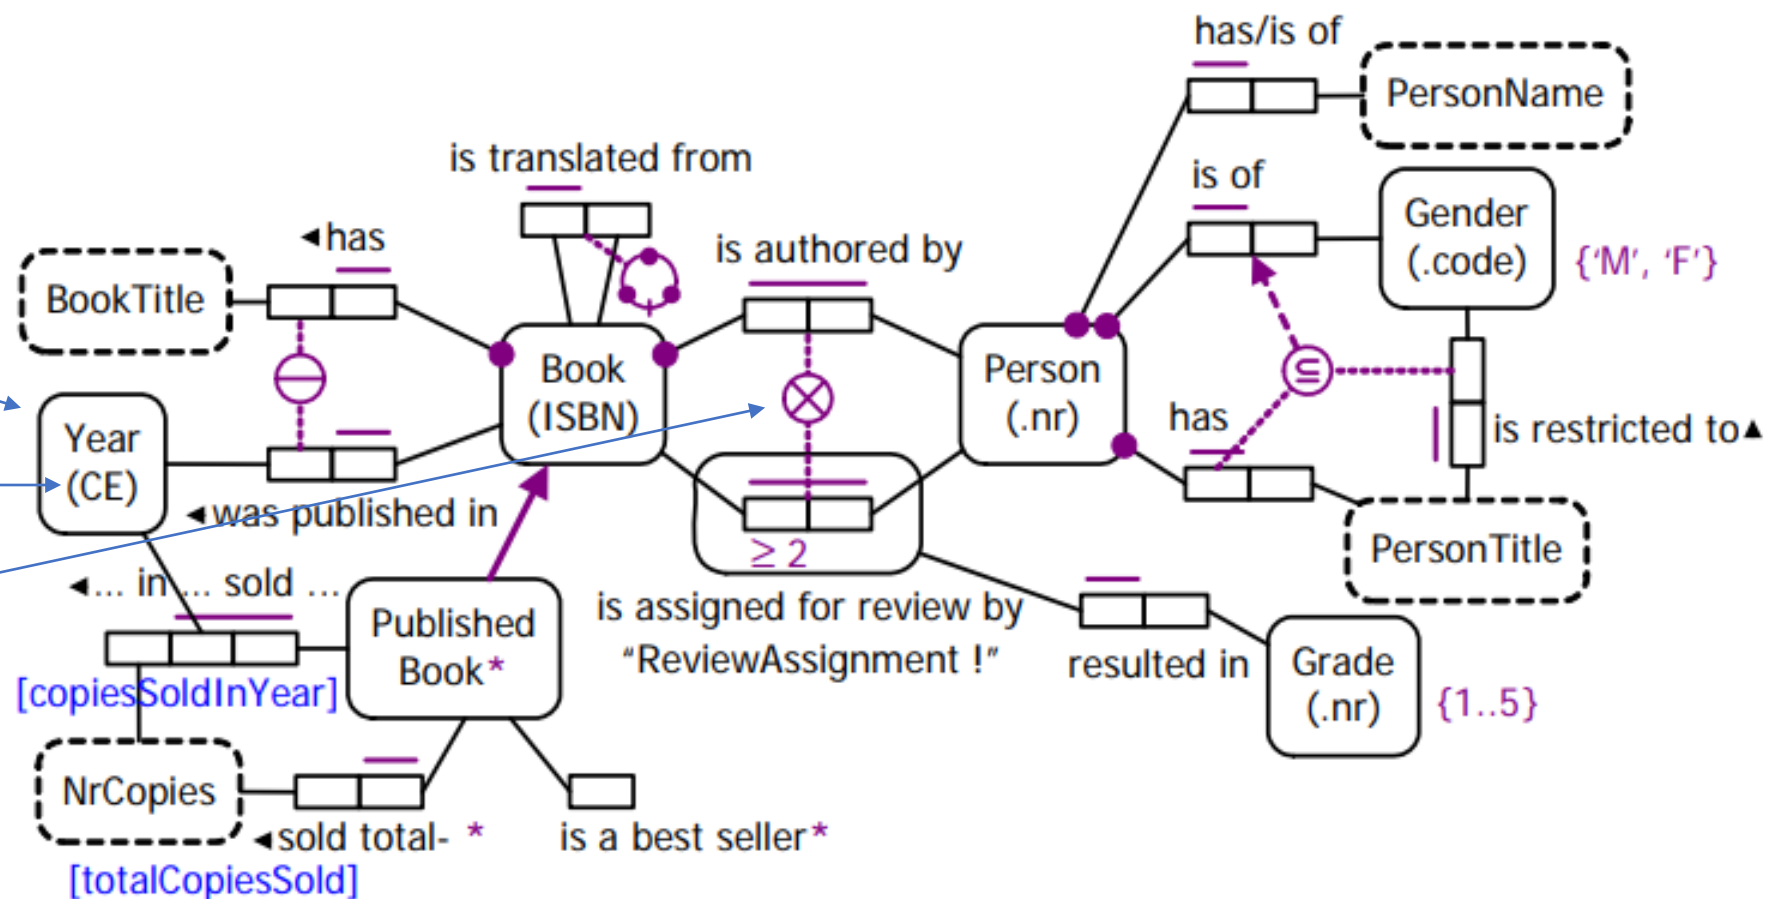 has/is of
PersonName
is translated from
is of
Gender
(.code)
{‘M’, ‘F’}
◄has
is authored by
BookTitle
Book
(ISBN)
Person
(.nr)
⊆
has
is restricted to▲
Year
(CE)
◄was published in
≥ 2
PersonTitle
◄... in ... sold ...
Published
Book*
is assigned for review by
“ReviewAssignment !”
resulted in
Grade
(.nr)
{1..5}
[copiesSoldInYear]
NrCopies
◄sold total- *
is a best seller*
[totalCopiesSold]